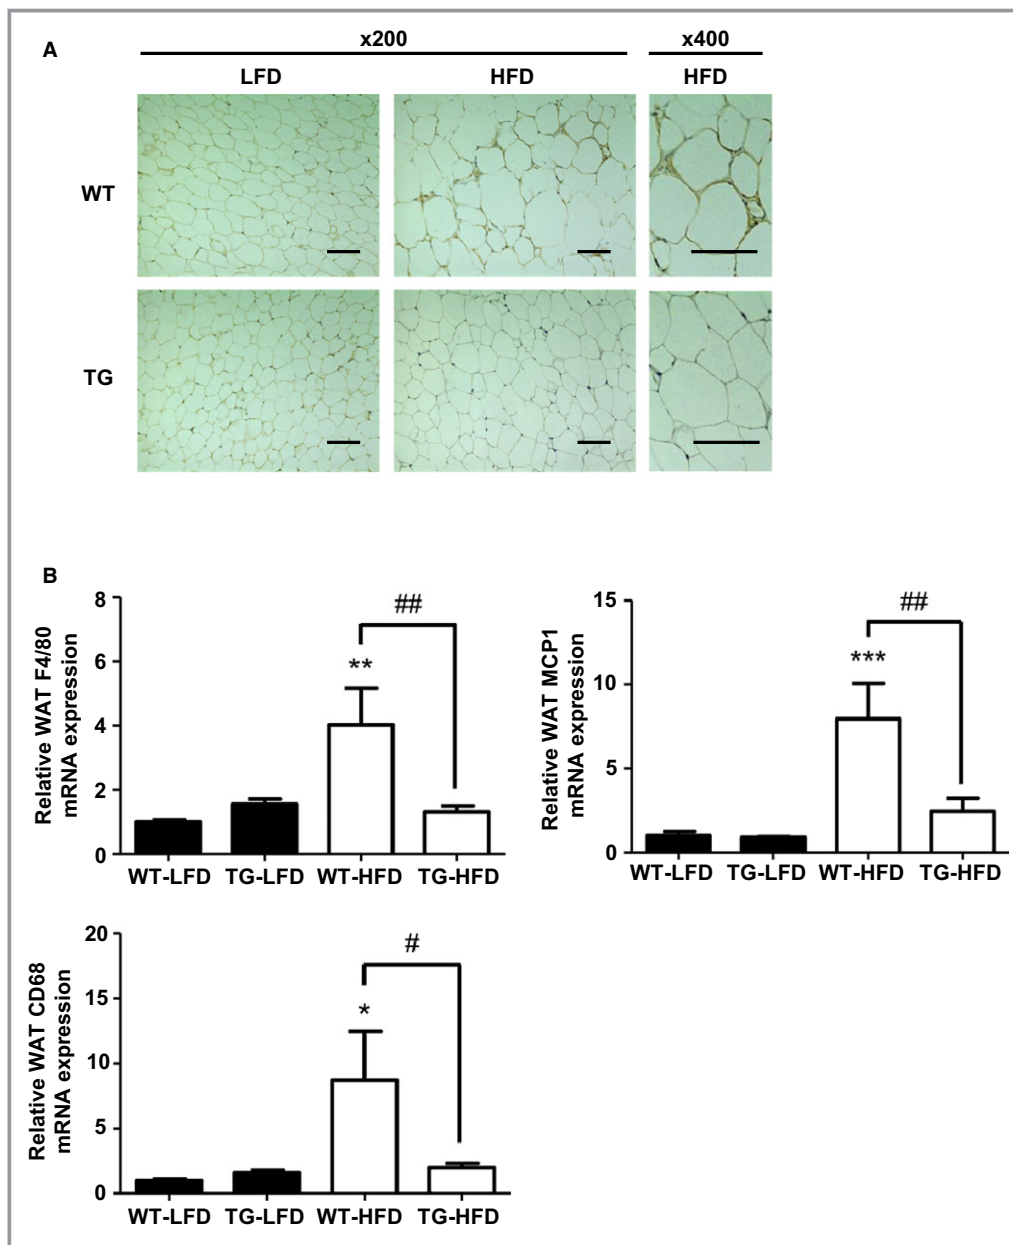 A
x200 x400
LFD HFD HFD
WT
TG
B
Relative WAT F4/80
mRNA expression
8
6
4
2
0
##
**
WT-LFD TG-LFD WT-HFD TG-HFD
Relative WAT MCP1
mRNA expression
15
10
5
0
##
***
WT-LFD TG-LFD WT-HFD TG-HFD
Relative WAT CD68
mRNA expression
20
15
10
5
0
#
*
WT-LFD TG-LFD WT-HFD TG-HFD